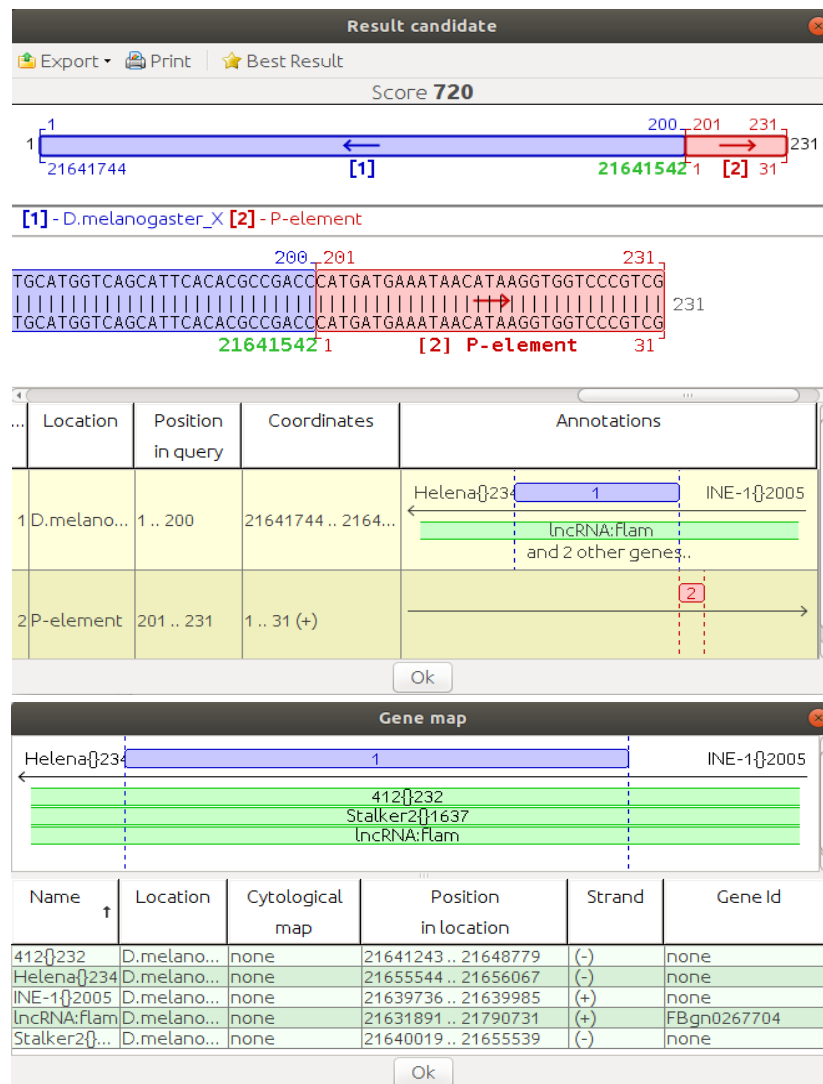 Result candidate
Export Print Best Result
Score 720
1 200 201 231
1 231
21641744 [1] 21641542 1 [2] 31
[1] - D.melanogaster_X [2] - P-element
200 201 231
TGCATGGTCAGCATTCACACGCCGACCCATGATGAAATAACATAAGGTGGTCCCGTCG
231
TGCATGGTCAGCATTCACACGCCGACCCATGATGAAATAACATAAGGTGGTCCCGTCG
21641542 1 [2] P-element 31
... Location Position in query Coordinates Annotations
Helena{}234 1 INE-1{}2005
1 D.melano... 1 .. 200 21641744 .. 2164...
lncRNA:flam
and 2 other genes..
2
2 P-element 201 .. 231 1 .. 31 (+)
Ok
Gene map
Helena{}234 1 INE-1{}2005
412{}232
Stalker2{}1637
lncRNA:flam
Name ↑ Location Cytological map Position in location Strand Gene Id
412{}232 D.melano... none 21641243 .. 21648779 (-) none
Helena{}234 D.melano... none 21655544 .. 21656067 (-) none
INE-1{}2005 D.melano... none 21639736 .. 21639985 (+) none
lncRNA:flam D.melano... none 21631891 .. 21790731 (+) FBgn0267704
Stalker2{}... D.melano... none 21640019 .. 21655539 (-) none
Ok